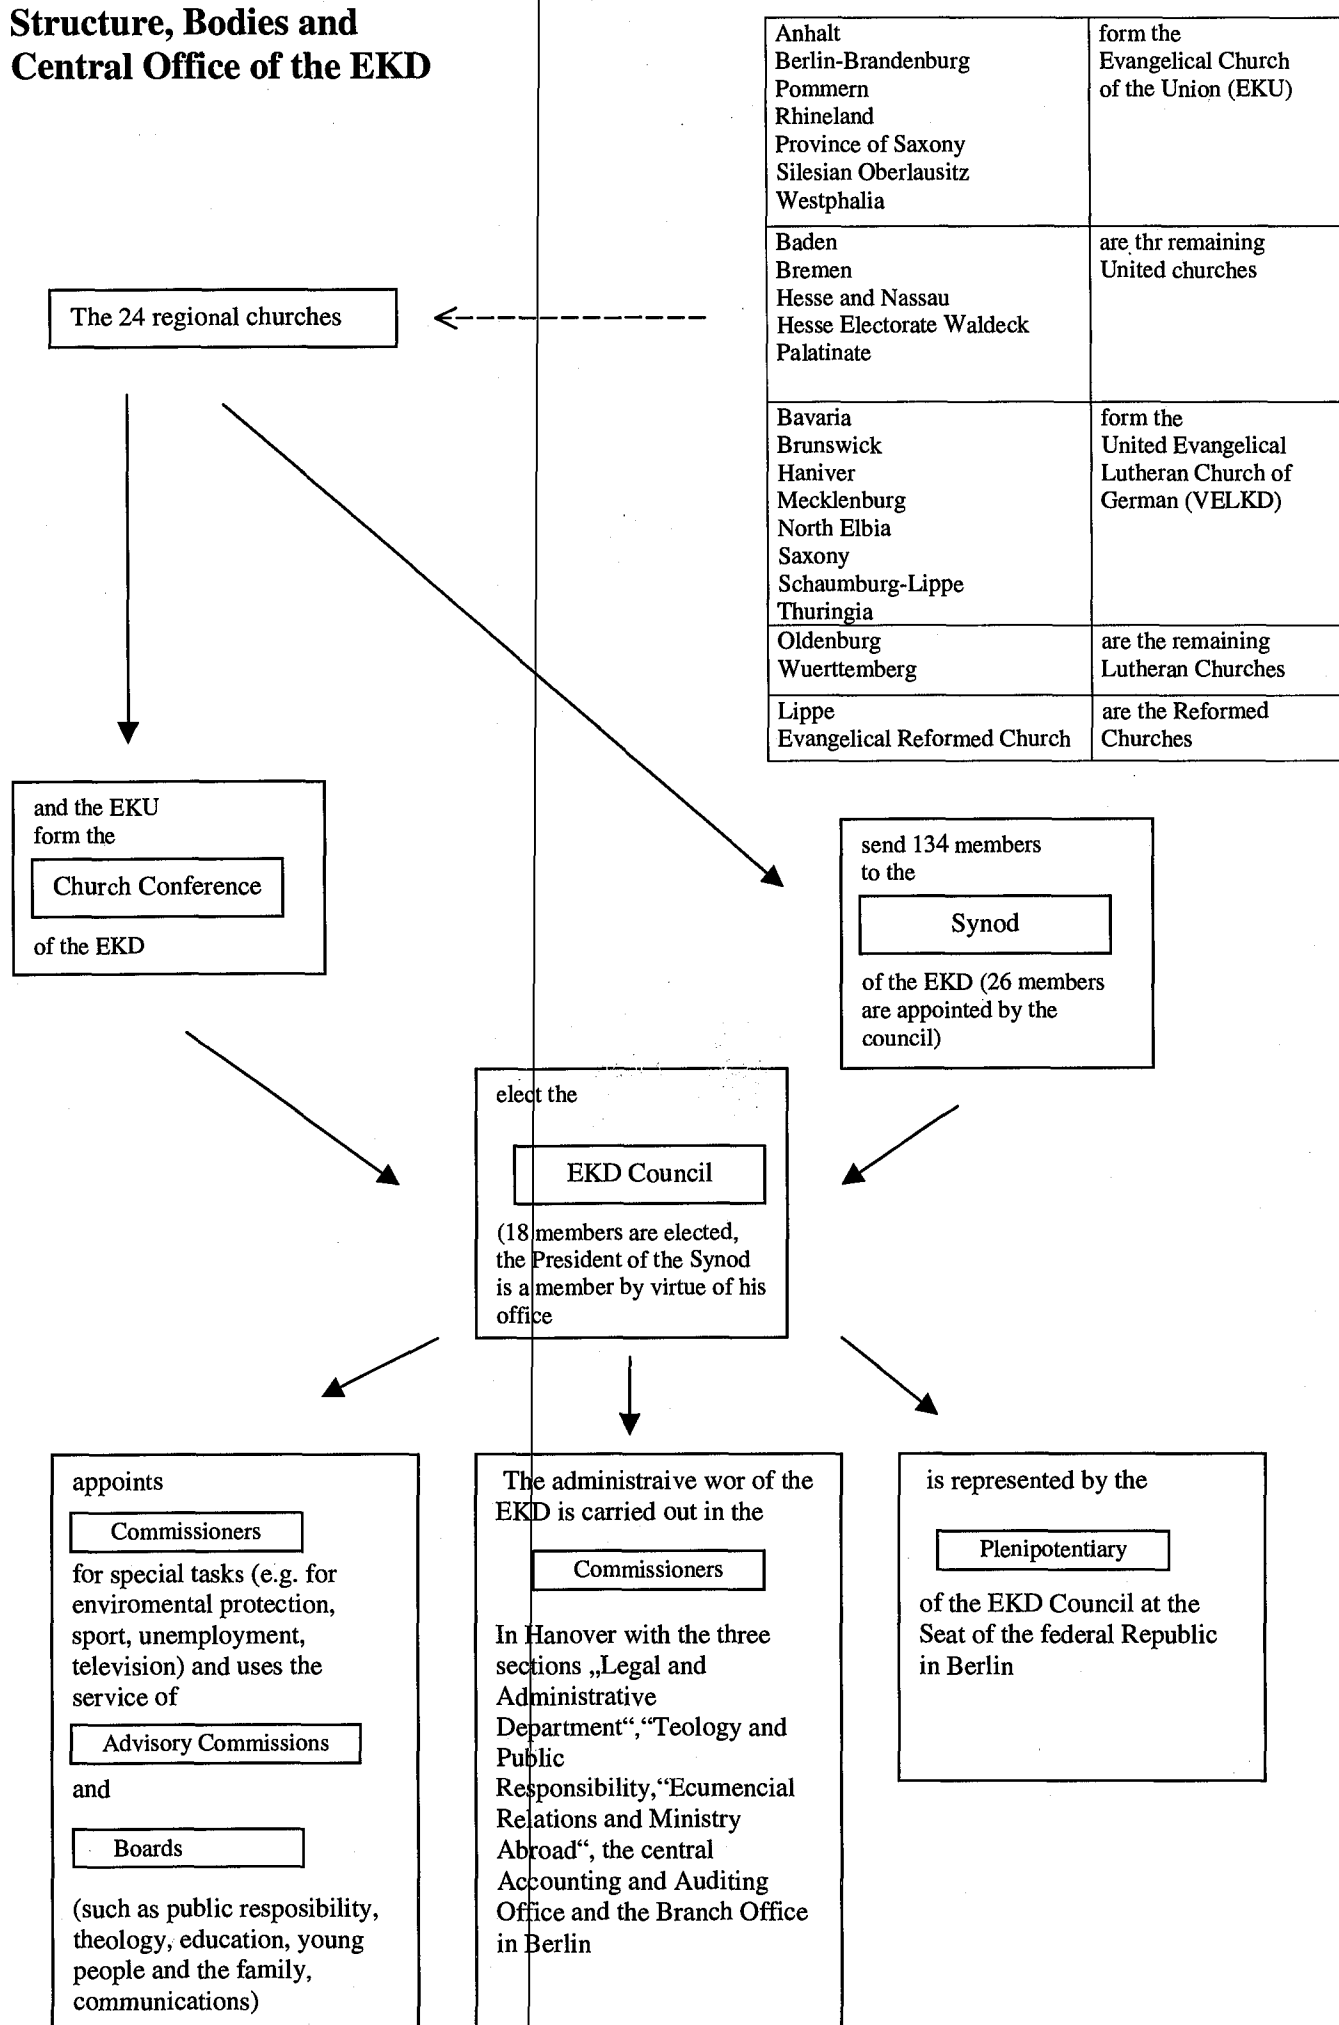 Structure, Bodies and
Central Office of the EKD
Anhalt
Berlin-Brandenburg
Pommern
Rhineland
Province of Saxony
Silesian Oberlausitz
Westphalia
form the
Evangelical Church
of the Union (EKU)
Baden
Bremen
Hesse and Nassau
Hesse Electorate Waldeck
Palatinate
are thr remaining
United churches
The 24 regional churches
Bavaria
Brunswick
Haniver
Mecklenburg
North Elbia
Saxony
Schaumburg-Lippe
Thuringia
form the
United Evangelical
Lutheran Church of
German (VELKD)
Oldenburg
Wuerttemberg
are the remaining
Lutheran Churches
Lippe
Evangelical Reformed Church
are the Reformed
Churches
and the EKU
form the
Church Conference
of the EKD
send 134 members
to the
Synod
of the EKD (26 members
are appointed by the
council)
elect the
EKD Council
(18 members are elected,
the President of the Synod
is a member by virtue of his
office
appoints
Commissioners
for special tasks (e.g. for
enviromental protection,
sport, unemployment,
television) and uses the
service of
Advisory Commissions
and
Boards
(such as public resposibility,
theology, education, young
people and the family,
communications)
The administraive wor of the
EKD is carried out in the
Commissioners
In Hanover with the three
sections „Legal and
Administrative
Department“,“Teology and
Public
Responsibility,“Ecumencial
Relations and Ministry
Abroad“, the central
Accounting and Auditing
Office and the Branch Office
in Berlin
is represented by the
Plenipotentiary
of the EKD Council at the
Seat of the federal Republic
in Berlin